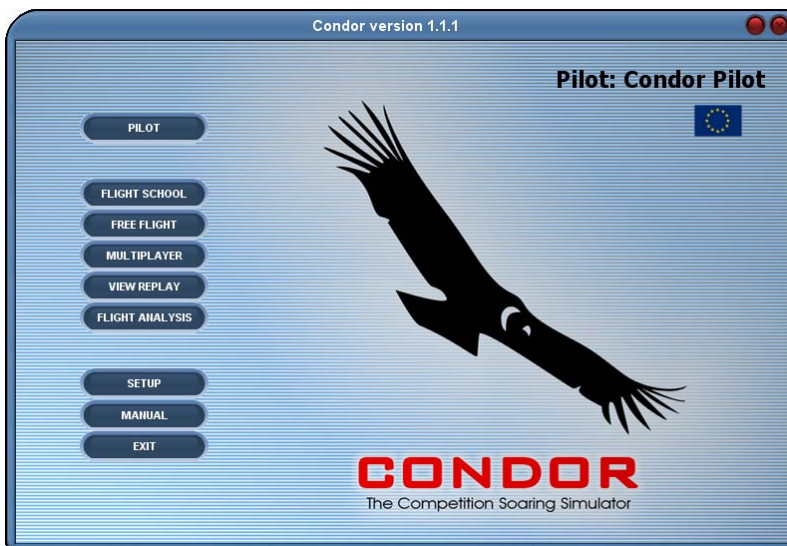 Condor version 1.1.1
Pilot: Condor Pilot
PILOT
FLIGHT SCHOOL
FREE FLIGHT
MULTIPLAYER
VIEW REPLAY
FLIGHT ANALYSIS
SETUP
MANUAL
EXIT
CONDOR
The Competition Soaring Simulator